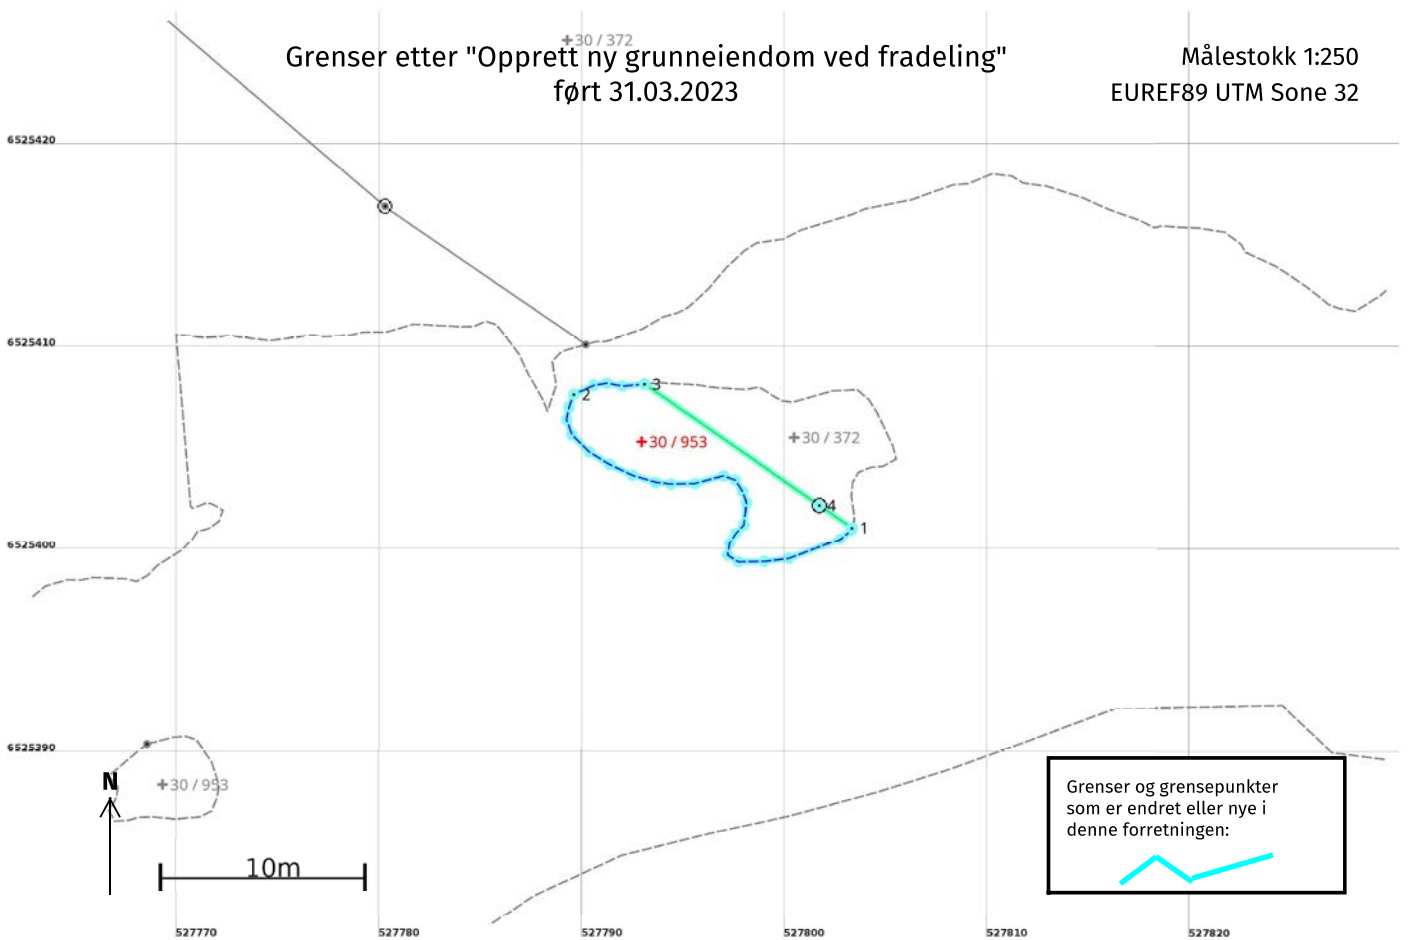 +30 / 372
Grenser etter "Opprett ny grunneiendom ved fradeling"
ført 31.03.2023
Målestokk 1:250
EUREF89 UTM Sone 32
6525420
6525410
3
2
+30 / 953
+30 / 372
4
1
6525400
6525390
N
+30 / 953
10m
Grenser og grensepunkter
som er endret eller nye i
denne forretningen:
527770
527780
527790
527800
527810
527820